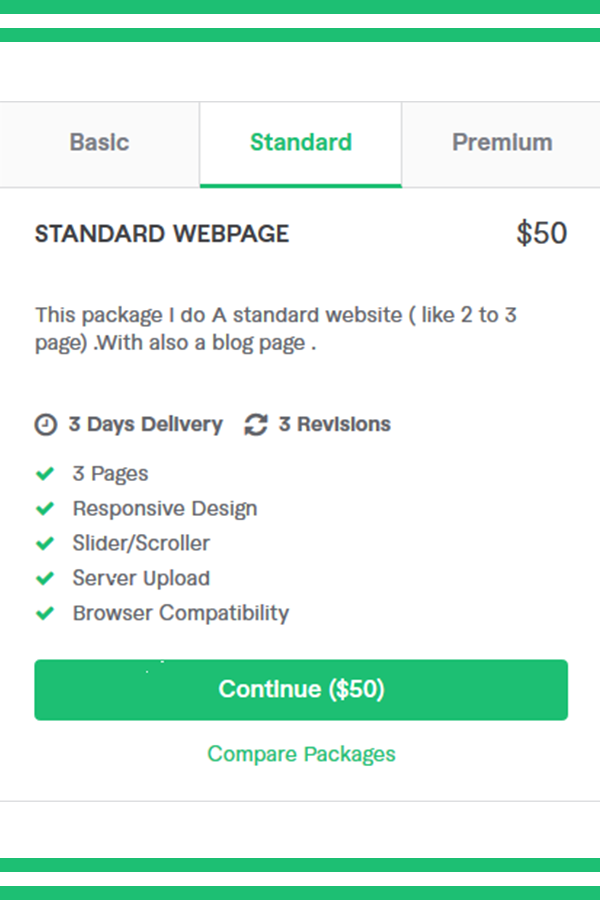 Basic
Standard
Premium
STANDARD WEBPAGE
$50
This package I do A standard website ( like 2 to 3
page) .With also a blog page .
3 Days Delivery
3 Revisions
3 Pages
Responsive Design
Slider/Scroller
Server Upload
Browser Compatibility
Continue ($50)
Compare Packages